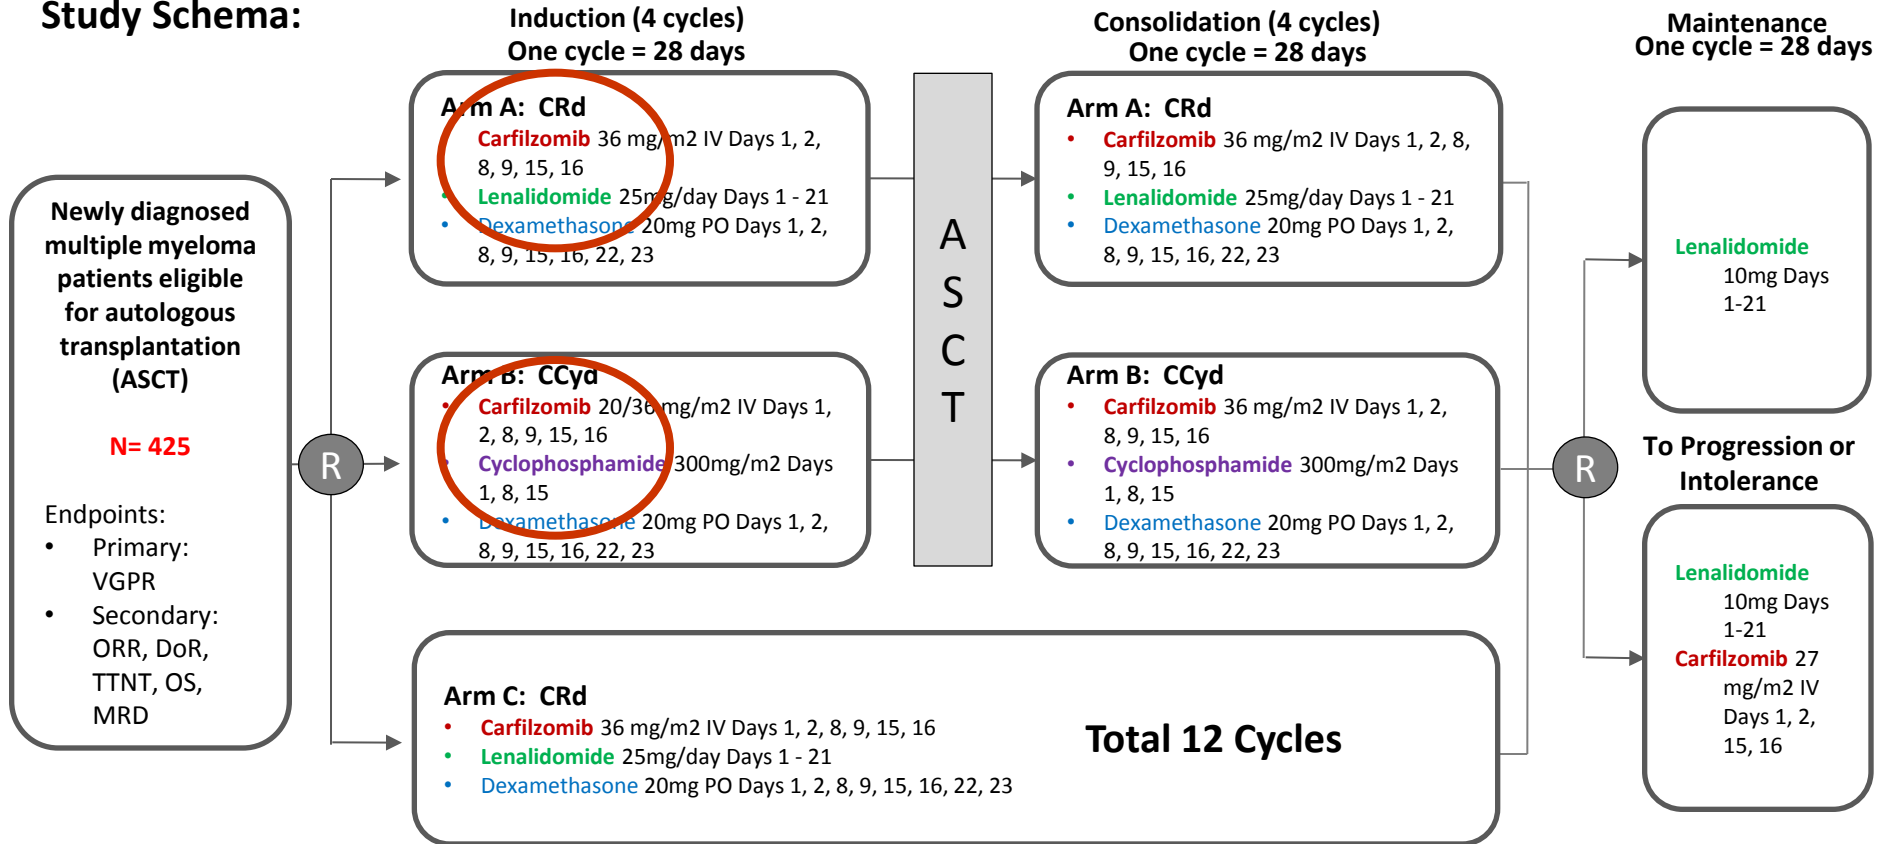 Study Schema:
Induction (4 cycles)
One cycle = 28 days
Consolidation (4 cycles)
One cycle = 28 days
Maintenance
One cycle = 28 days
Newly diagnosed
multiple myeloma
patients eligible
for autologous
transplantation
(ASCT)
N= 425
Endpoints:
• Primary:
VGPR
• Secondary:
ORR, DoR,
TTNT, OS,
MRD
R
Arm A: CRd
Carfilzomib 36 mg/m2 IV Days 1, 2,
8, 9, 15, 16
• Lenalidomide 25mg/day Days 1 - 21
• Dexamethasone 20mg PO Days 1, 2,
8, 9, 15, 16, 22, 23
Arm B: CCyd
• Carfilzomib 20/36 mg/m2 IV Days 1,
2, 8, 9, 15, 16
• Cyclophosphamide 300mg/m2 Days
1, 8, 15
• Dexamethasone 20mg PO Days 1, 2,
8, 9, 15, 16, 22, 23
A
S
C
T
Arm A: CRd
• Carfilzomib 36 mg/m2 IV Days 1, 2, 8,
9, 15, 16
• Lenalidomide 25mg/day Days 1 - 21
• Dexamethasone 20mg PO Days 1, 2,
8, 9, 15, 16, 22, 23
Arm B: CCyd
• Carfilzomib 36 mg/m2 IV Days 1, 2,
8, 9, 15, 16
• Cyclophosphamide 300mg/m2 Days
1, 8, 15
• Dexamethasone 20mg PO Days 1, 2,
8, 9, 15, 16, 22, 23
Arm C: CRd
• Carfilzomib 36 mg/m2 IV Days 1, 2, 8, 9, 15, 16
• Lenalidomide 25mg/day Days 1 - 21
• Dexamethasone 20mg PO Days 1, 2, 8, 9, 15, 16, 22, 23
Total 12 Cycles
R
Lenalidomide
10mg Days
1-21
To Progression or
Intolerance
Lenalidomide
10mg Days
1-21
Carfilzomib 27
mg/m2 IV
Days 1, 2,
15, 16